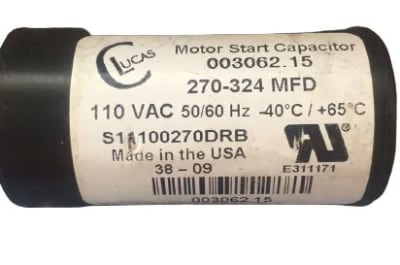 LUCAS
Motor Start Capacitor
003062.15
270-324 MFD
110 VAC 50/60 Hz -40°C / +65°C
S11100270DRB
Made in the USA
38 - 09
E311171
003062.15